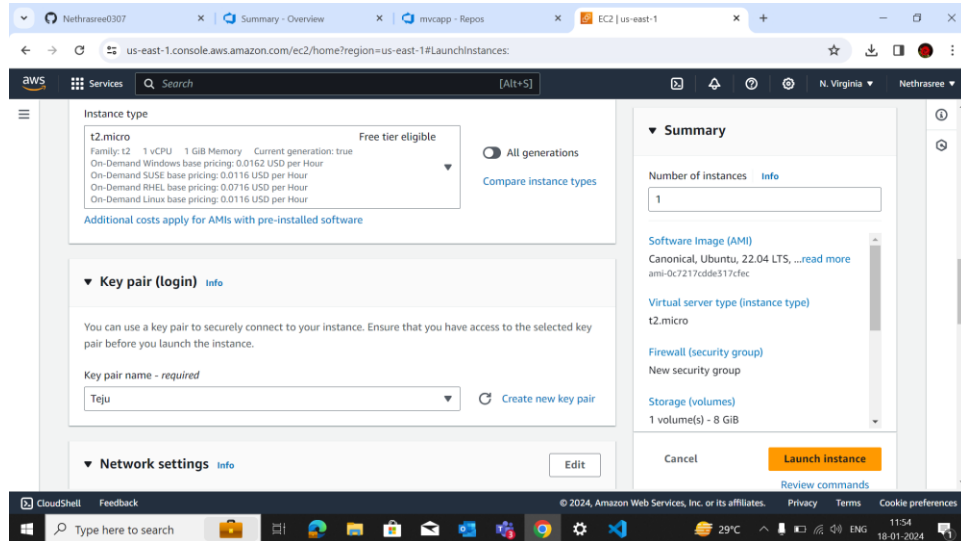 Nethrasree0307
Summary - Overview
mvcapp - Repos
EC2 | us-east-1
us-east-1.console.aws.amazon.com/ec2/home?region=us-east-1#LaunchInstances:
aws
Services
Search
[Alt+S]
N. Virginia
Nethrasree
Instance type
t2.micro
Free tier eligible
Family: t2 1 vCPU 1 GiB Memory Current generation: true
On-Demand Windows base pricing: 0.0162 USD per Hour
On-Demand SUSE base pricing: 0.0116 USD per Hour
On-Demand RHEL base pricing: 0.0716 USD per Hour
On-Demand Linux base pricing: 0.0116 USD per Hour
All generations
Compare instance types
Additional costs apply for AMIs with pre-installed software
Key pair (login) Info
You can use a key pair to securely connect to your instance. Ensure that you have access to the selected key
pair before you launch the instance.
Key pair name - required
Teju
Create new key pair
Network settings Info
Edit
Summary
Number of instances Info
1
Software Image (AMI)
Canonical, Ubuntu, 22.04 LTS, ...read more
ami-0c7217cdde317cfec
Virtual server type (instance type)
t2.micro
Firewall (security group)
New security group
Storage (volumes)
1 volume(s) - 8 GiB
Cancel
Launch instance
Review commands
CloudShell
Feedback
© 2024, Amazon Web Services, Inc. or its affiliates.
Privacy
Terms
Cookie preferences
Type here to search
29°C
ENG
11:54
18-01-2024